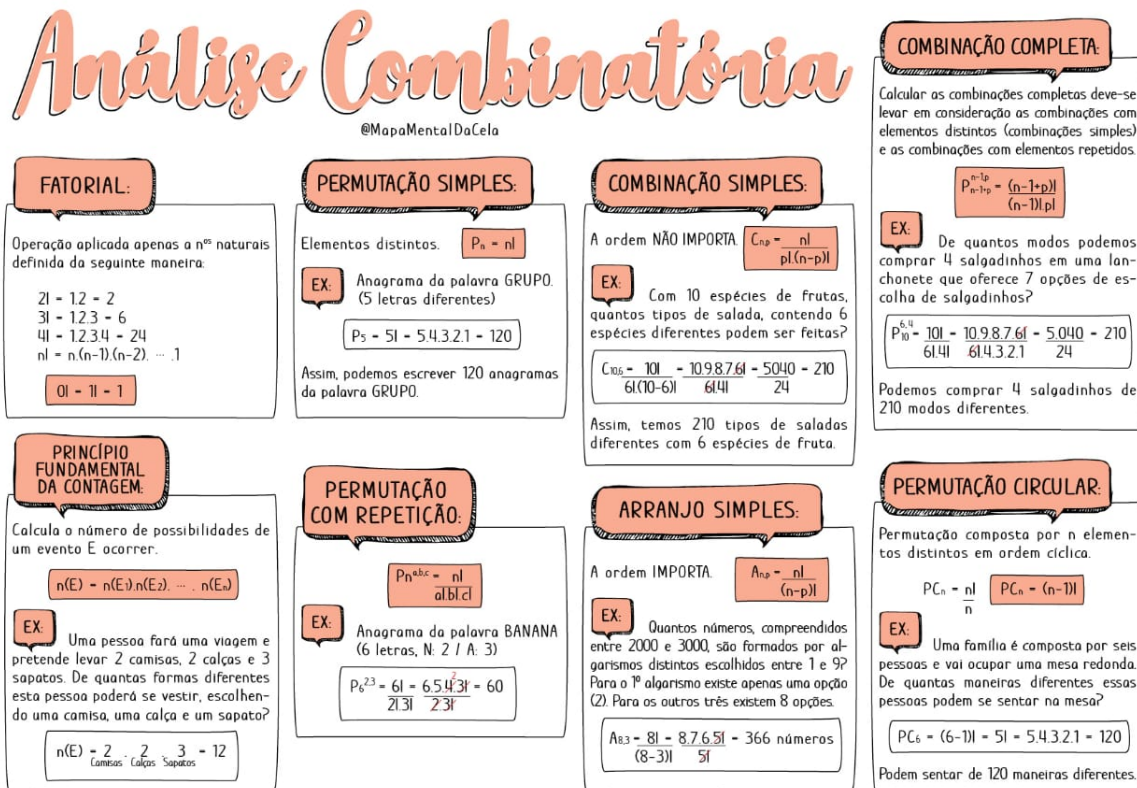 Análise Combinatória
@MapaMentalDaCela
FATORIAL:
Operação aplicada apenas a nºs naturais
definida da seguinte maneira:
2! = 1.2 = 2
3! = 1.2.3 = 6
4! = 1.2.3.4 = 24
n! = n.(n-1).(n-2). ... .1
0! = 1! = 1
PRINCÍPIO
FUNDAMENTAL
DA CONTAGEM:
Calcula o número de possibilidades de
um evento E ocorrer.
n(E) = n(E₁).n(E₂). ... . n(Eₙ)
EX:
Uma pessoa fará uma viagem e
pretende levar 2 camisas, 2 calças e 3
sapatos. De quantas formas diferentes
esta pessoa poderá se vestir, escolhen-
do uma camisa, uma calça e um sapato?
n(E) = 2 . 2 . 3 = 12
Camisas Calças Sapatos
PERMUTAÇÃO SIMPLES:
Elementos distintos.
Pₙ = n!
EX:
Anagrama da palavra GRUPO.
(5 letras diferentes)
P₅ = 5! = 5.4.3.2.1 = 120
Assim, podemos escrever 120 anagramas
da palavra GRUPO.
PERMUTAÇÃO
COM REPETIÇÃO:
Pn^a,b,c = n!
a!.b!.c!
EX:
Anagrama da palavra BANANA
(6 letras, N: 2 / A: 3)
P₆^2,3 = 6! = 6.5.4.3! = 60
2
2!.3! 2.3!
COMBINAÇÃO SIMPLES:
A ordem NÃO IMPORTA.
Cn,p = n!
p!.(n-p)!
EX:
Com 10 espécies de frutas,
quantos tipos de salada, contendo 6
espécies diferentes podem ser feitas?
C10,6 = 10! = 10.9.8.7.6! = 5040 = 210
6!.(10-6)! 6!.4! 24
Assim, temos 210 tipos de saladas
diferentes com 6 espécies de fruta.
ARRANJO SIMPLES:
A ordem IMPORTA.
An,p = n!
(n-p)!
EX:
Quantos números, compreendidos
entre 2000 e 3000, são formados por al-
garismos distintos escolhidos entre 1 e 9?
Para o 1º algarismo existe apenas uma opção
(2). Para os outros três existem 8 opções.
A8,3 = 8! = 8.7.6.5! = 366 números
(8-3)! 5!
COMBINAÇÃO COMPLETA:
Calcular as combinações completas deve-se
levar em consideração as combinações com
elementos distintos (combinações simples)
e as combinações com elementos repetidos.
P n-1,p n-1+p = (n-1+p)!
(n-1)!.p!
EX:
De quantos modos podemos
comprar 4 salgadinhos em uma lan-
chonete que oferece 7 opções de es-
colha de salgadinhos?
P₁₀^6,4 = 10! = 10.9.8.7.6! = 5.040 = 210
6!.4! 6!.4.3.2.1 24
Podemos comprar 4 salgadinhos de
210 modos diferentes.
PERMUTAÇÃO CIRCULAR:
Permutação composta por n elemen-
tos distintos em ordem cíclica.
PCₙ = n!
n
PCₙ = (n-1)!
EX:
Uma família é composta por seis
pessoas e vai ocupar uma mesa redonda.
De quantas maneiras diferentes essas
pessoas podem se sentar na mesa?
PC₆ = (6-1)! = 5! = 5.4.3.2.1 = 120
Podem sentar de 120 maneiras diferentes.